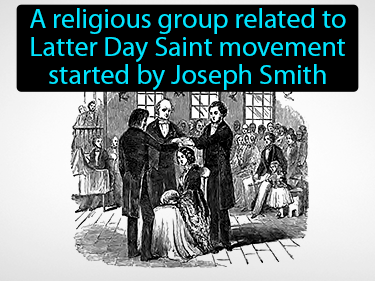 A religious group related to
Latter Day Saint movement
started by Joseph Smith